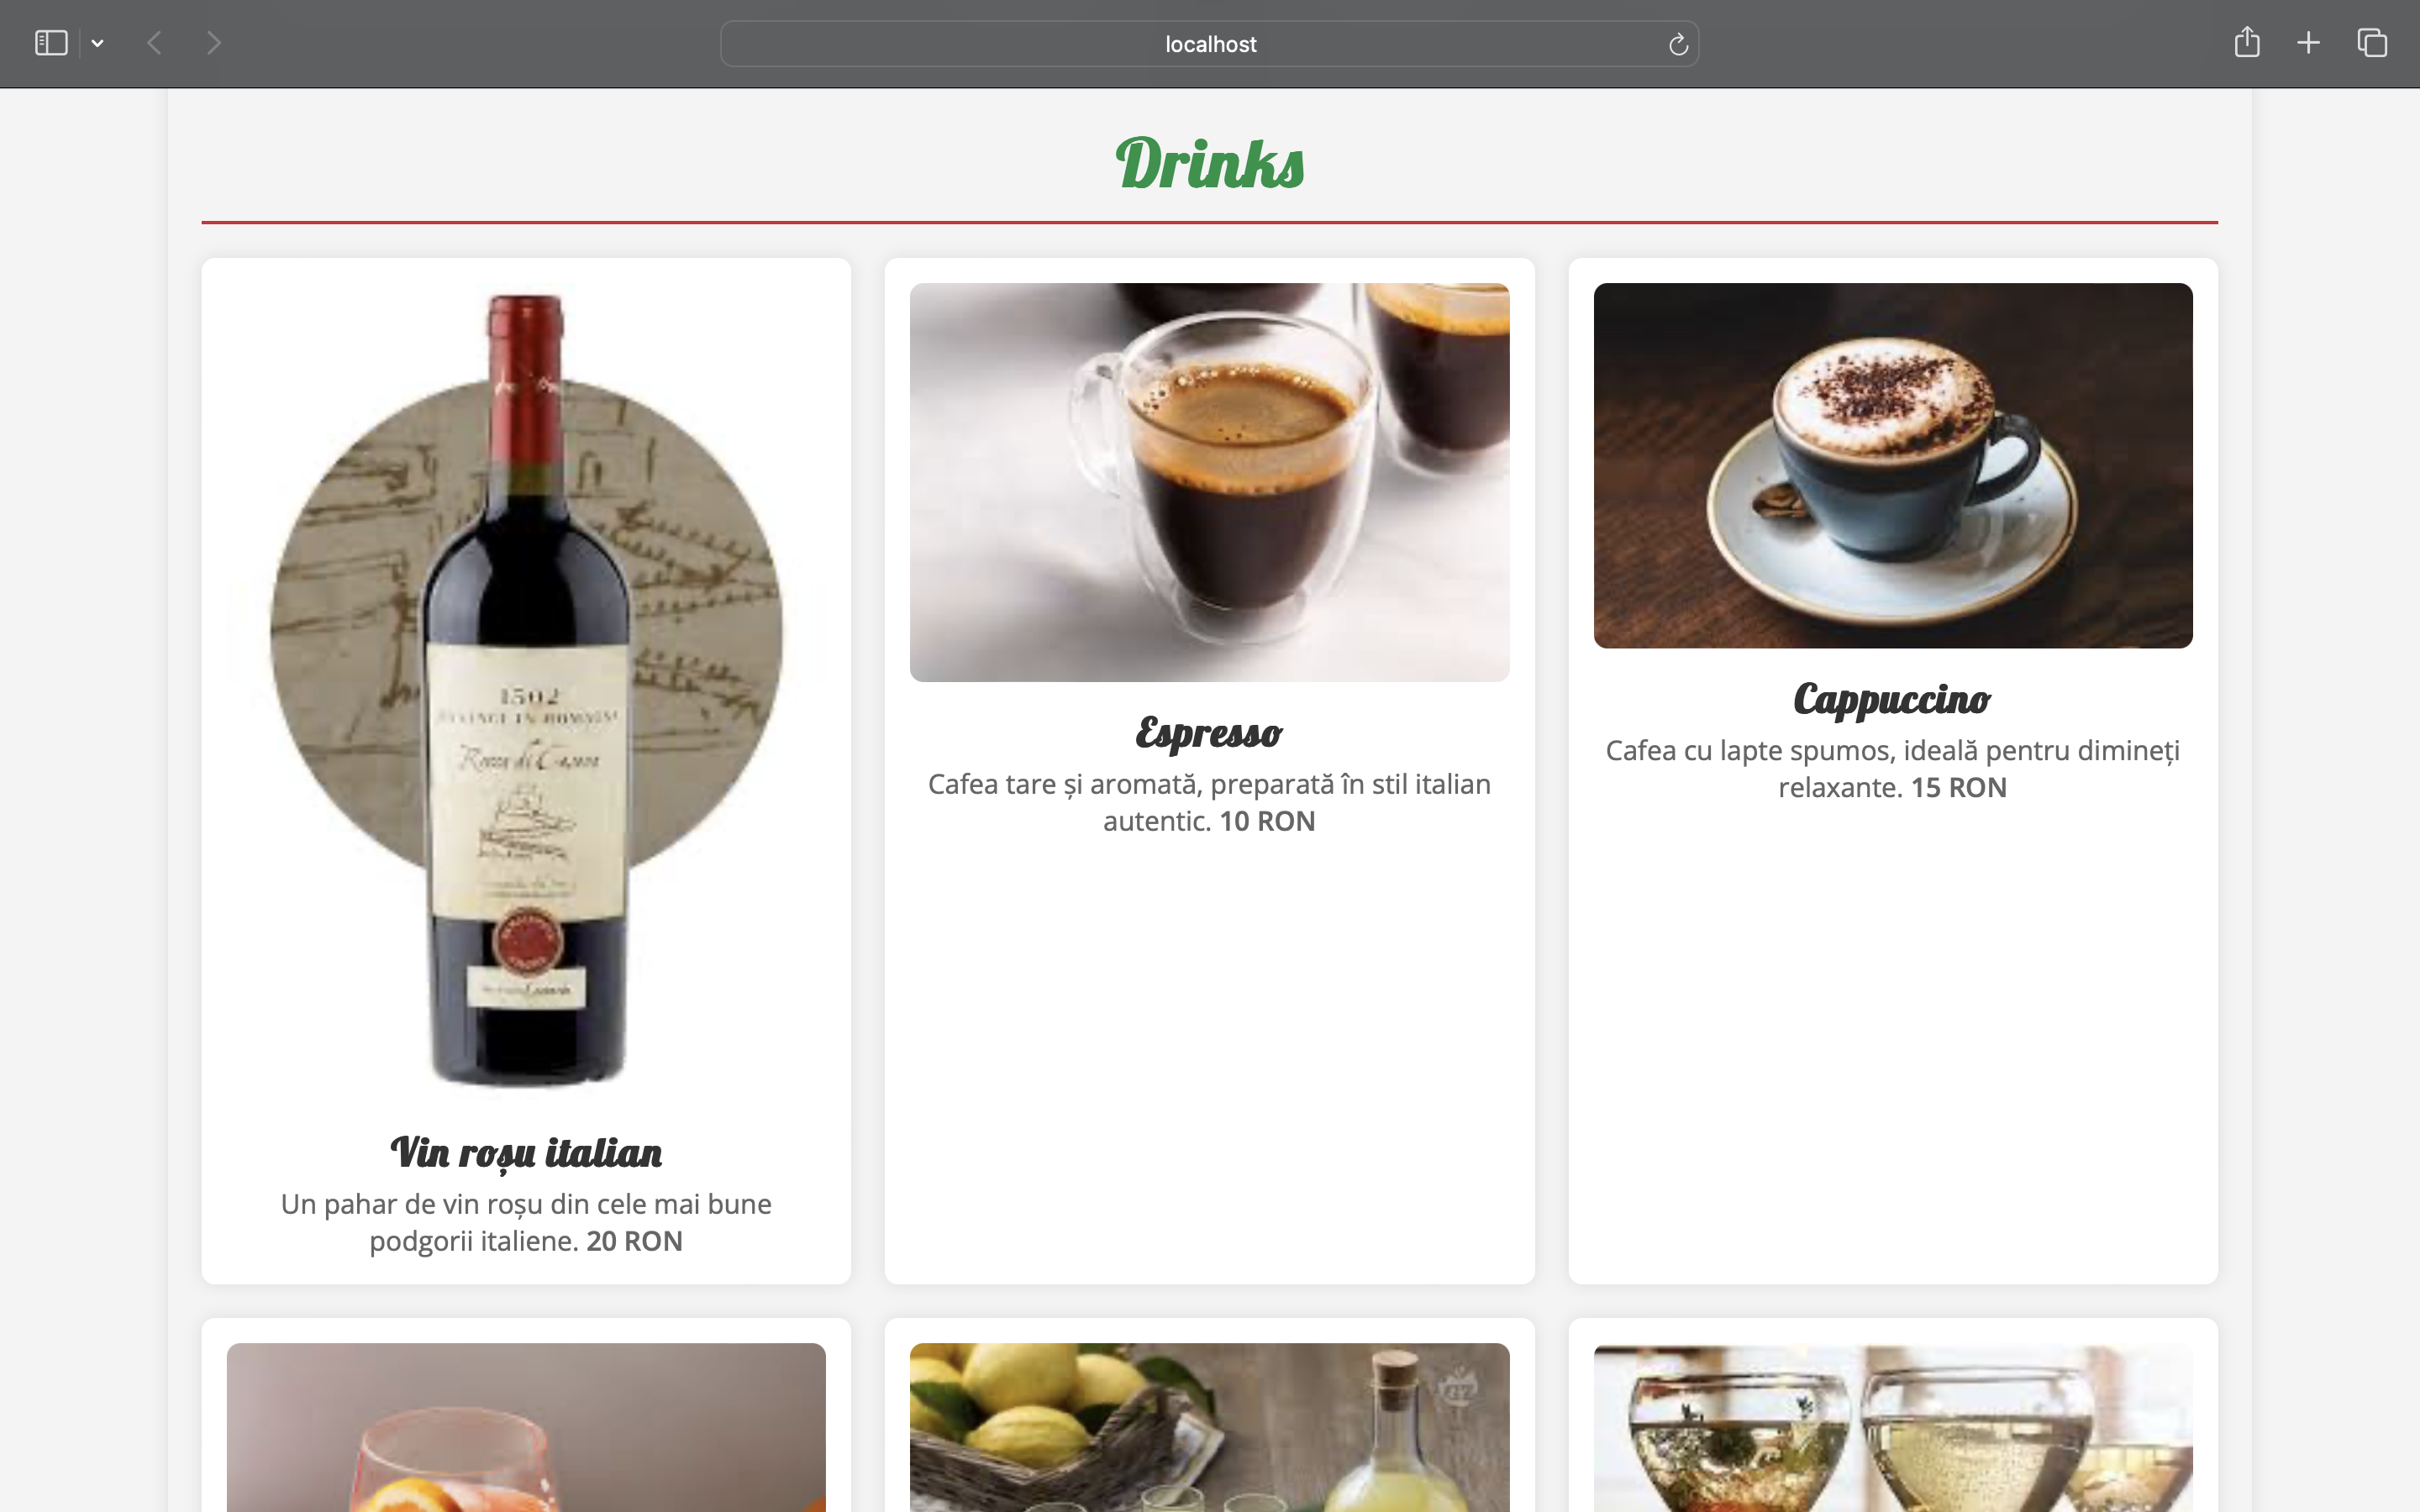 localhost
Drinks
1502
Vin roșu italian
Un pahar de vin roșu din cele mai bune
podgorii italiene. 20 RON
Espresso
Cafea tare și aromată, preparată în stil italian
autentic. 10 RON
Cappuccino
Cafea cu lapte spumos, ideală pentru dimineți
relaxante. 15 RON